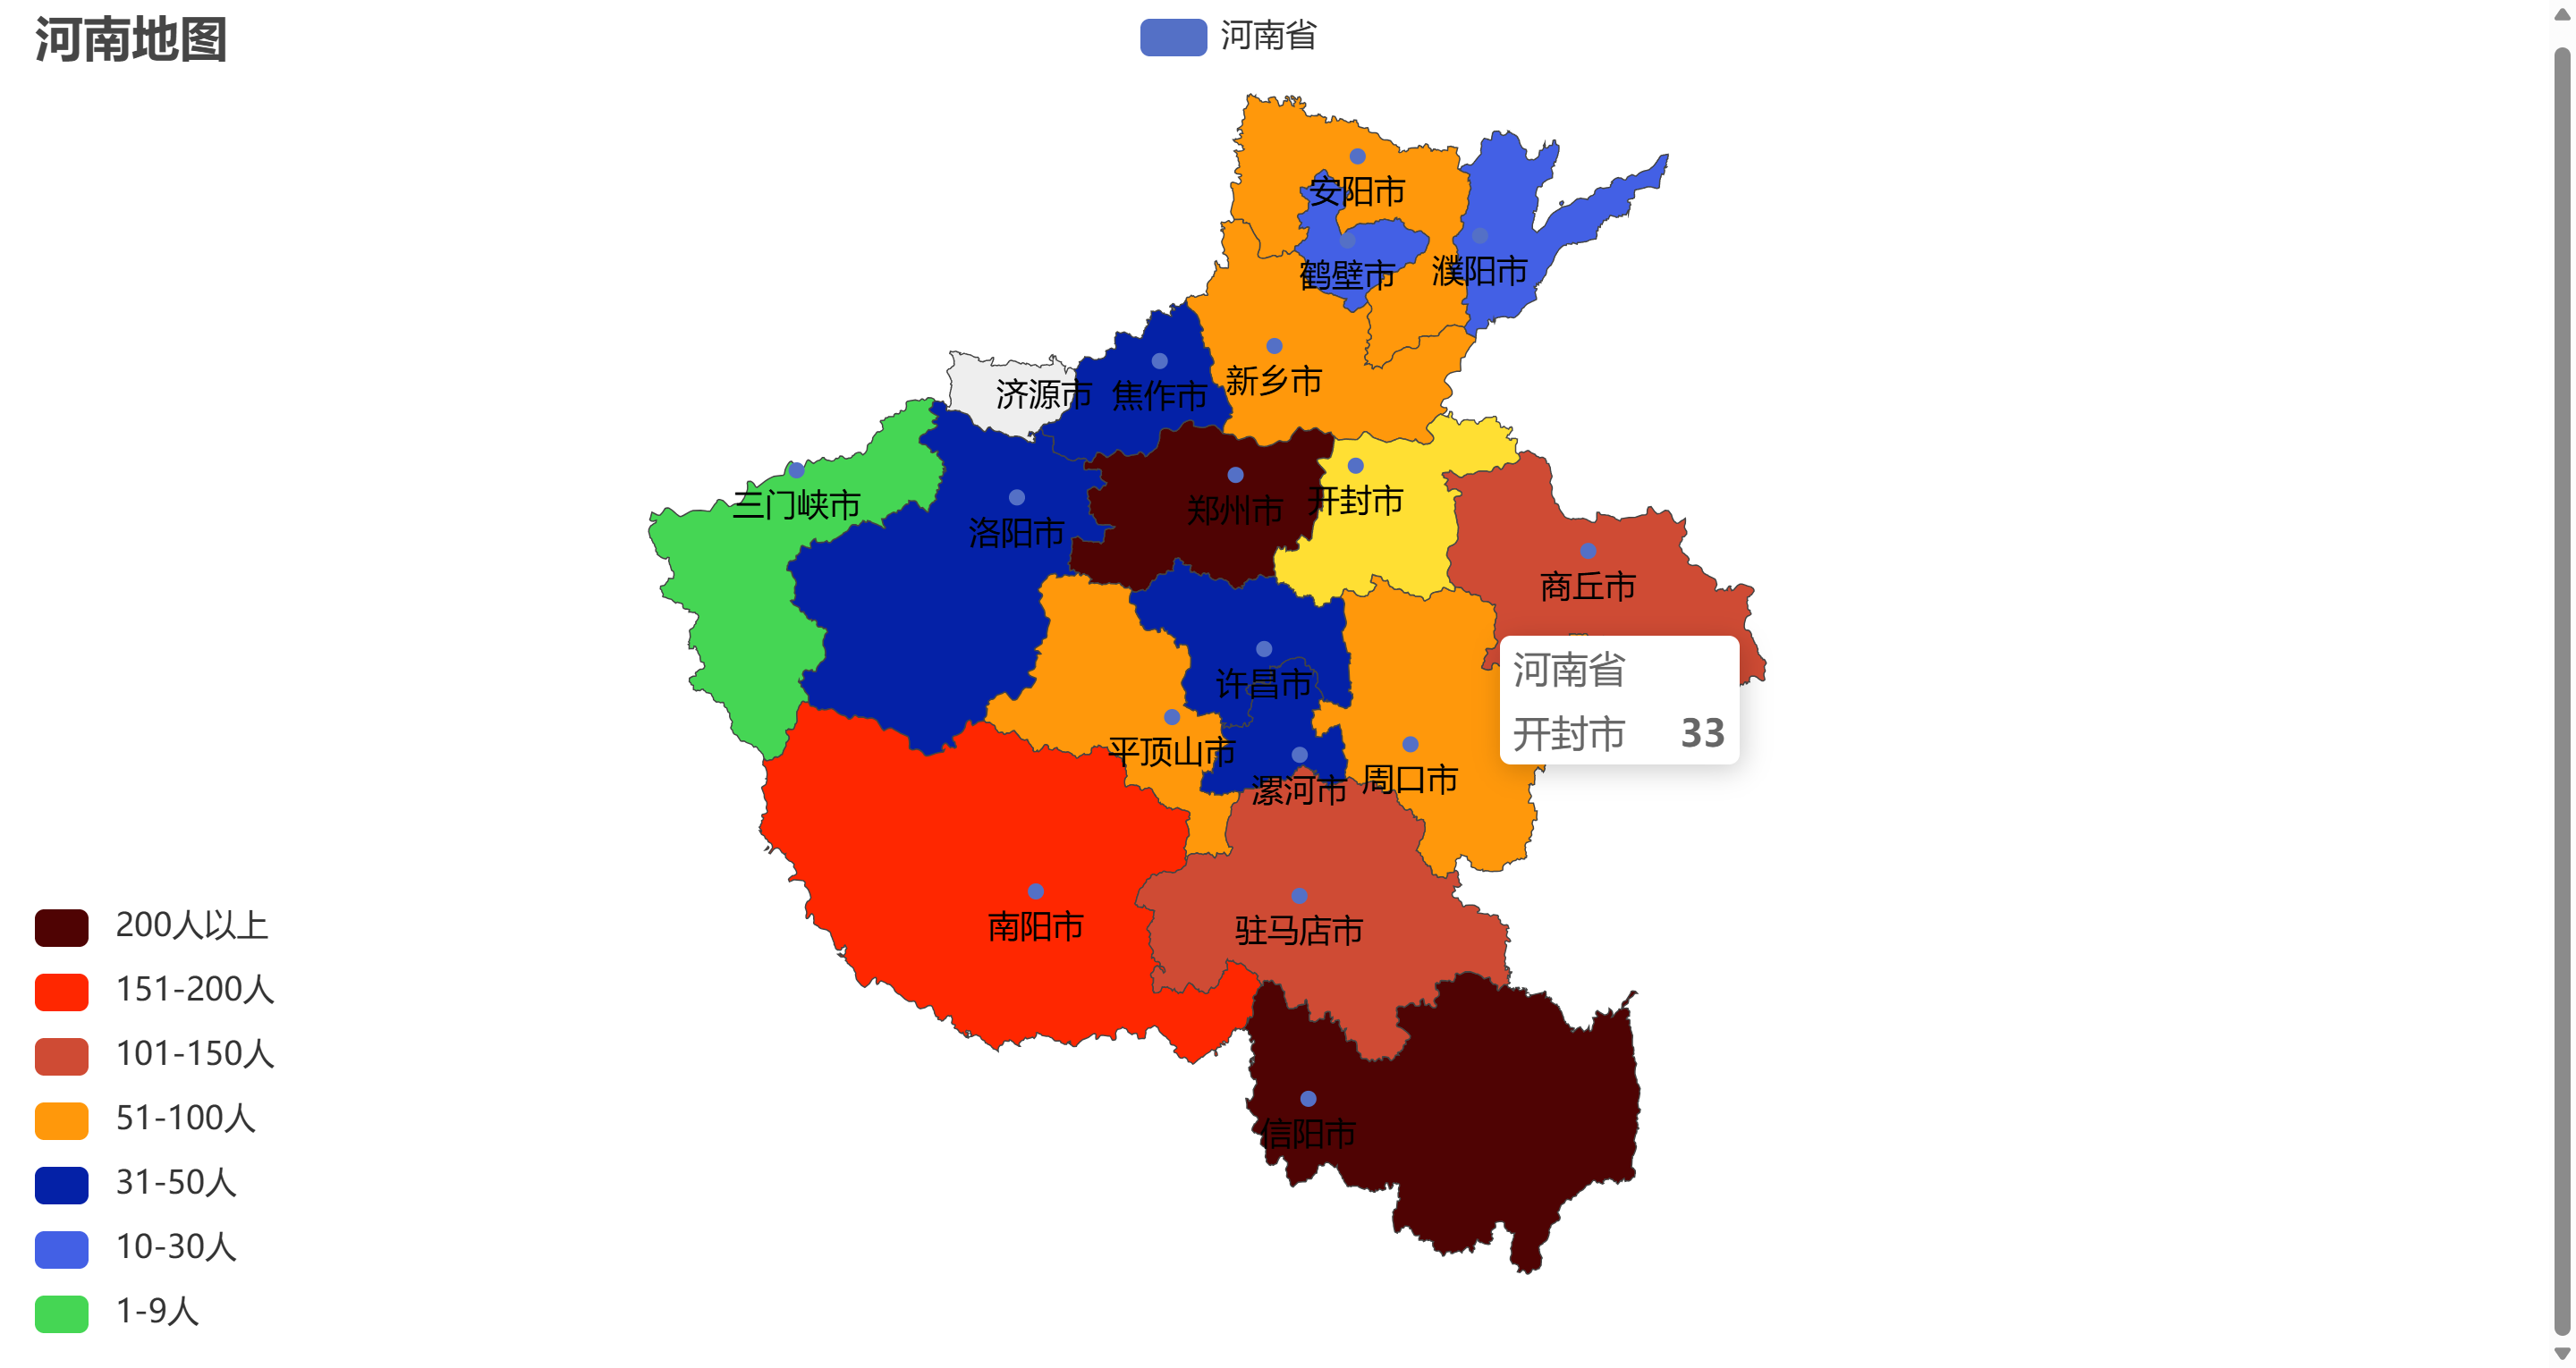 河南地图
河南省
安阳市
鹤壁市
濮阳市
新乡市
济源市
焦作市
三门峡市
洛阳市
郑州市
开封市
商丘市
许昌市
平顶山市
漯河市
周口市
河南省
开封市 33
南阳市
驻马店市
信阳市
200人以上
151-200人
101-150人
51-100人
31-50人
10-30人
1-9人